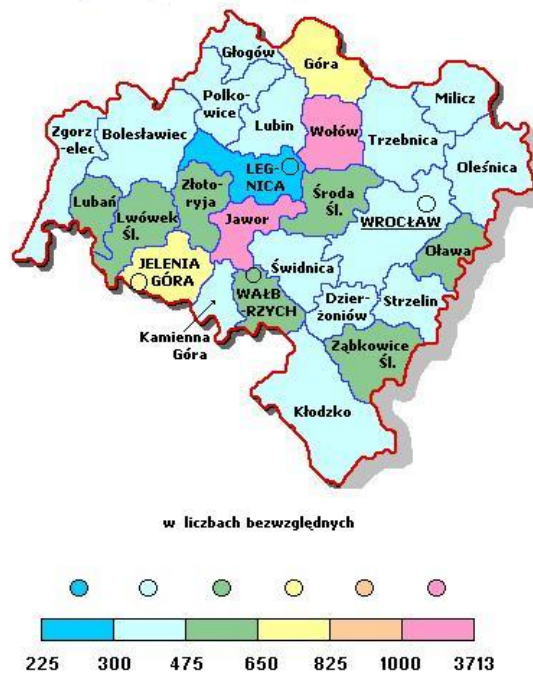 Głogów
Góra
Polko-
wice
Milicz
Zgorz
-elec
Bolesławiec
Lubin
Wołów
Trzebnica
Oleśnica
LEG-
NICA
Lubań
Złoto-
ryja
Środa
Śl.
Lwówek
Śl.
Jawor
WROCŁAW
Oława
JELENIA
GÓRA
Świdnica
WAŁB
-RZYCH
Dzier-
żoniów
Strzelin
Kamienna
Góra
Ząbkowice
Śl.
Kłodzko
w liczbach bezwzględnych
225 300 475 650 825 1000 3713